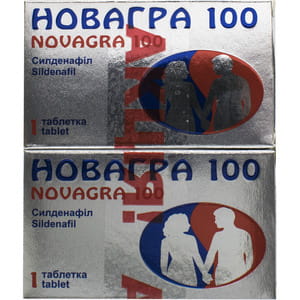 НОВАГРА 100
NOVAGRA 100
Силденафіл
Sildenafil
1 таблетка
tablet
НОВАГРА 100
NOVAGRA 100
Силденафіл
Sildenafil
1 таблетка
tablet